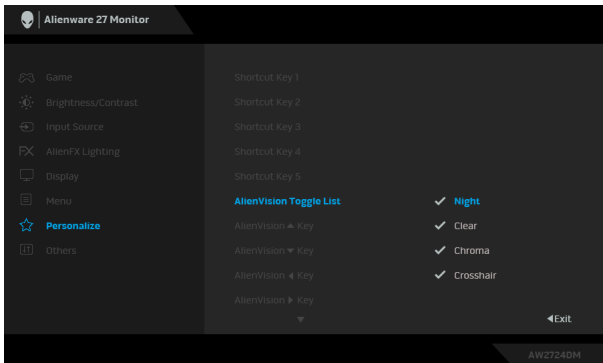 Alienware 27 Monitor
Game
Brightness/Contrast
Input Source
AlienFX Lighting
Display
Menu
Personalize
Others
Shortcut Key 1
Shortcut Key 2
Shortcut Key 3
Shortcut Key 4
Shortcut Key 5
AlienVision Toggle List
AlienVision ▲ Key
AlienVision ▼ Key
AlienVision ◀ Key
AlienVision ▶ Key
Night
Clear
Chroma
Crosshair
◀Exit
AW2724DM